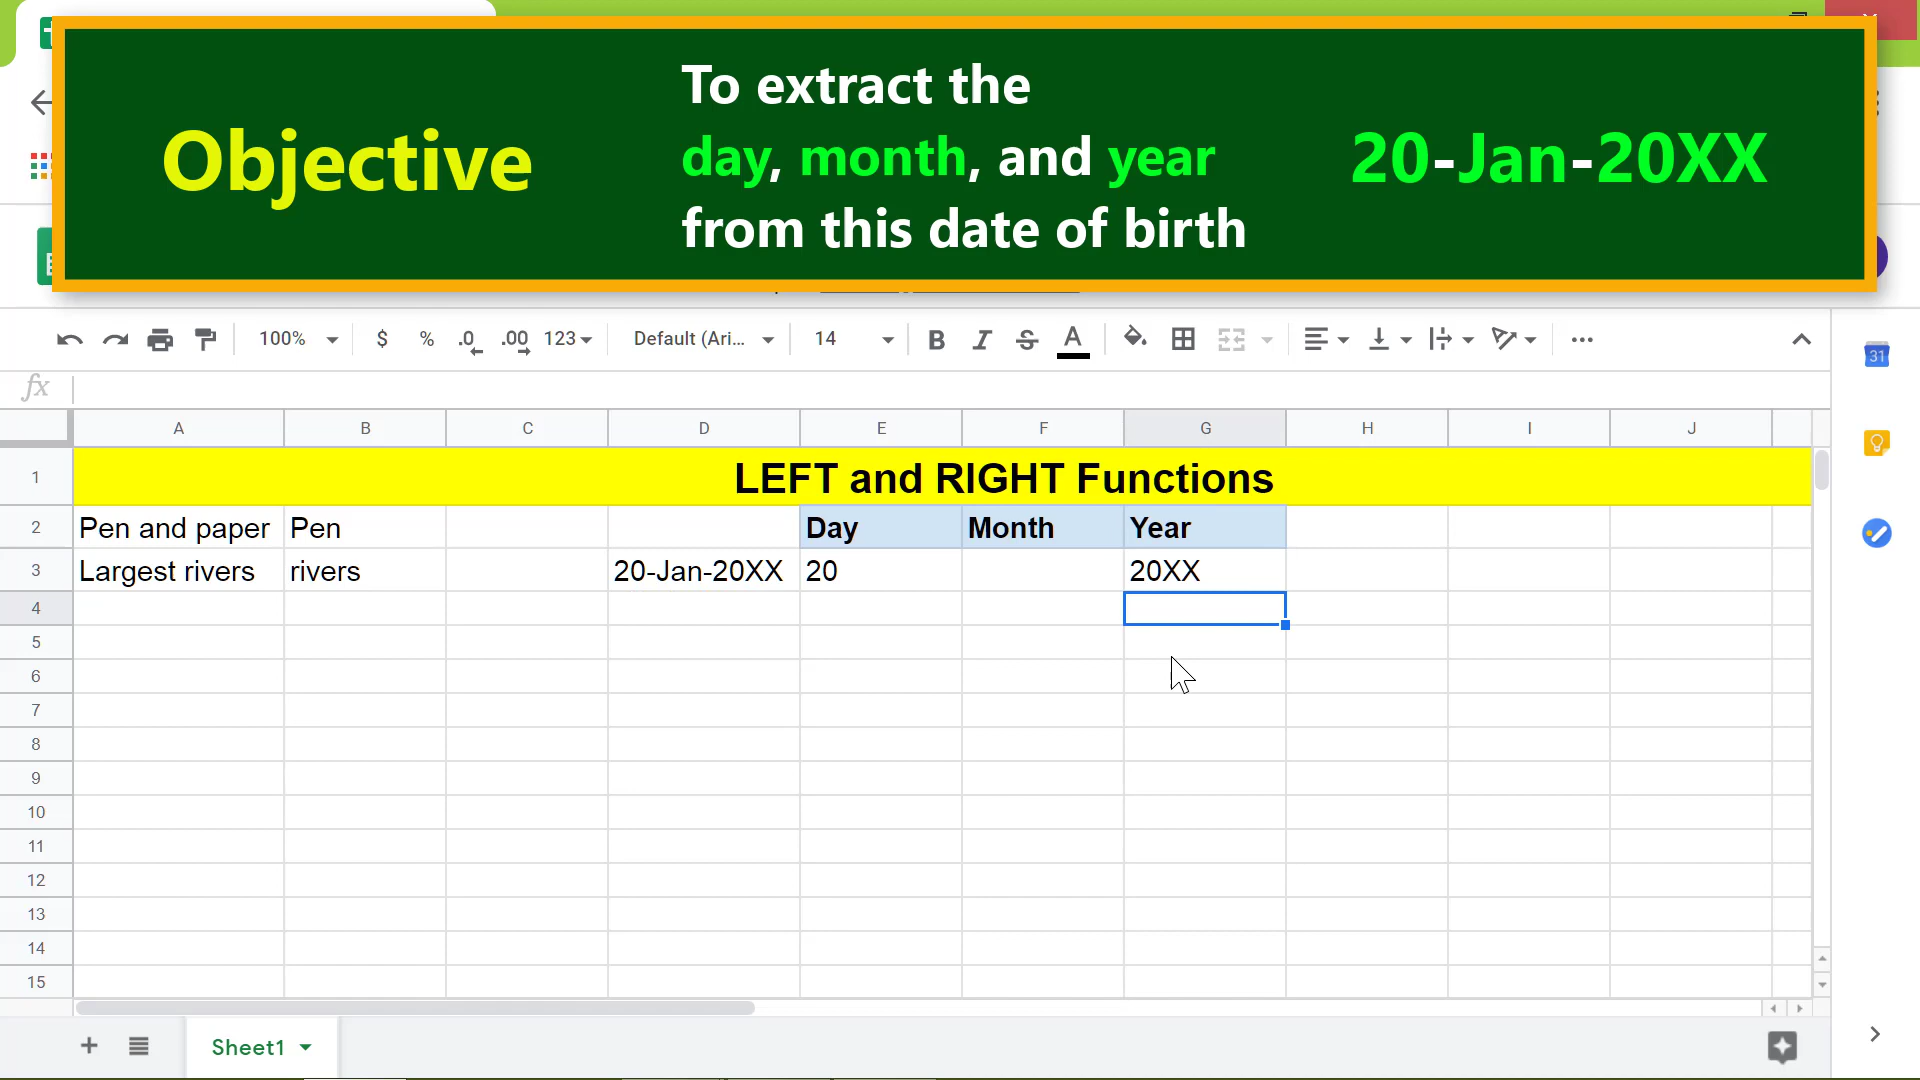 Objective
To extract the
day, month, and year
from this date of birth
20-Jan-20XX
100% $ % .0 .00 123 Default (Ari... 14 B I S A
31
fx
A B C D E F G H I J
1 LEFT and RIGHT Functions
2 Pen and paper Pen Day Month Year
3 Largest rivers rivers 20-Jan-20XX 20 20XX
4
5
6
7
8
9
10
11
12
13
14
15
Sheet1